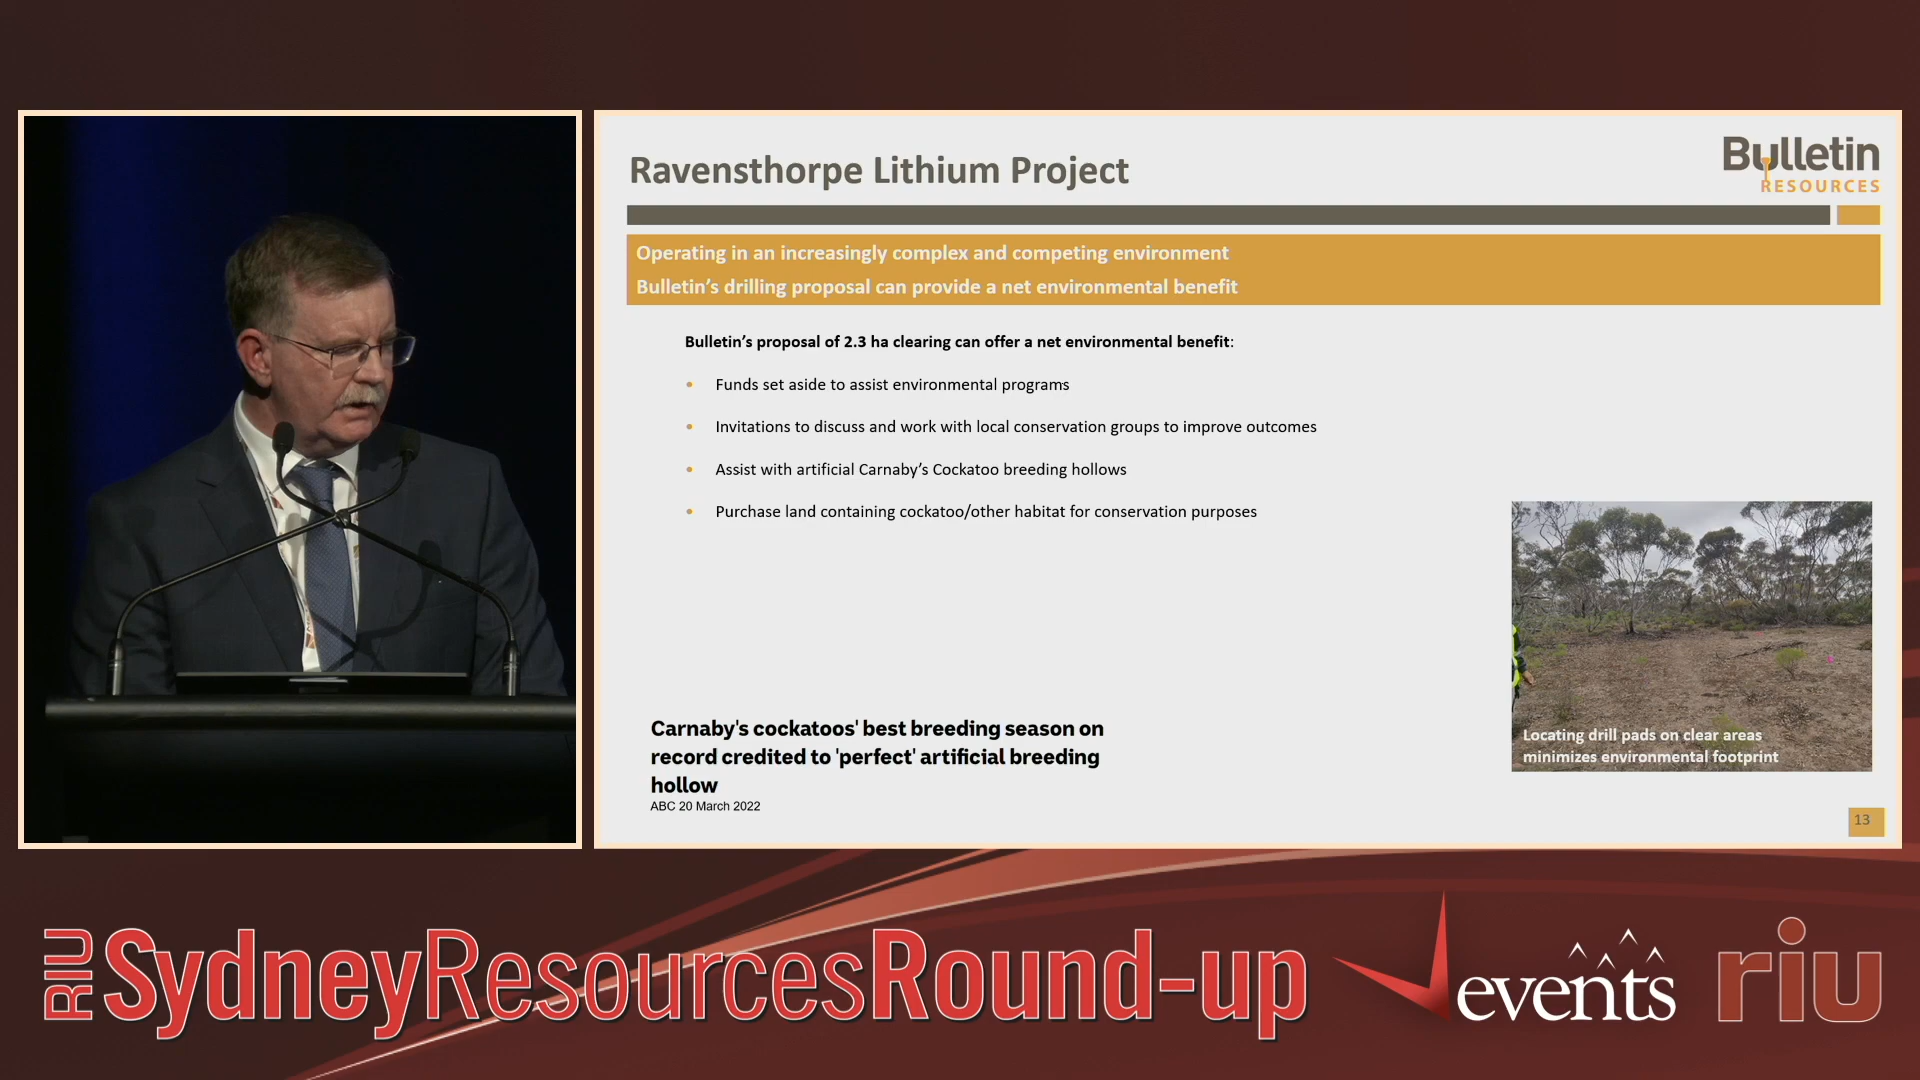 Ravensthorpe Lithium Project
Bulletin
RESOURCES
Operating in an increasingly complex and competing environment
Bulletin’s drilling proposal can provide a net environmental benefit
Bulletin’s proposal of 2.3 ha clearing can offer a net environmental benefit:
• Funds set aside to assist environmental programs
• Invitations to discuss and work with local conservation groups to improve outcomes
• Assist with artificial Carnaby’s Cockatoo breeding hollows
• Purchase land containing cockatoo/other habitat for conservation purposes
Locating drill pads on clear areas
minimizes environmental footprint
Carnaby's cockatoos' best breeding season on
record credited to 'perfect' artificial breeding
hollow
ABC 20 March 2022
13
RIU SydneyResourcesRound-up
events
riu